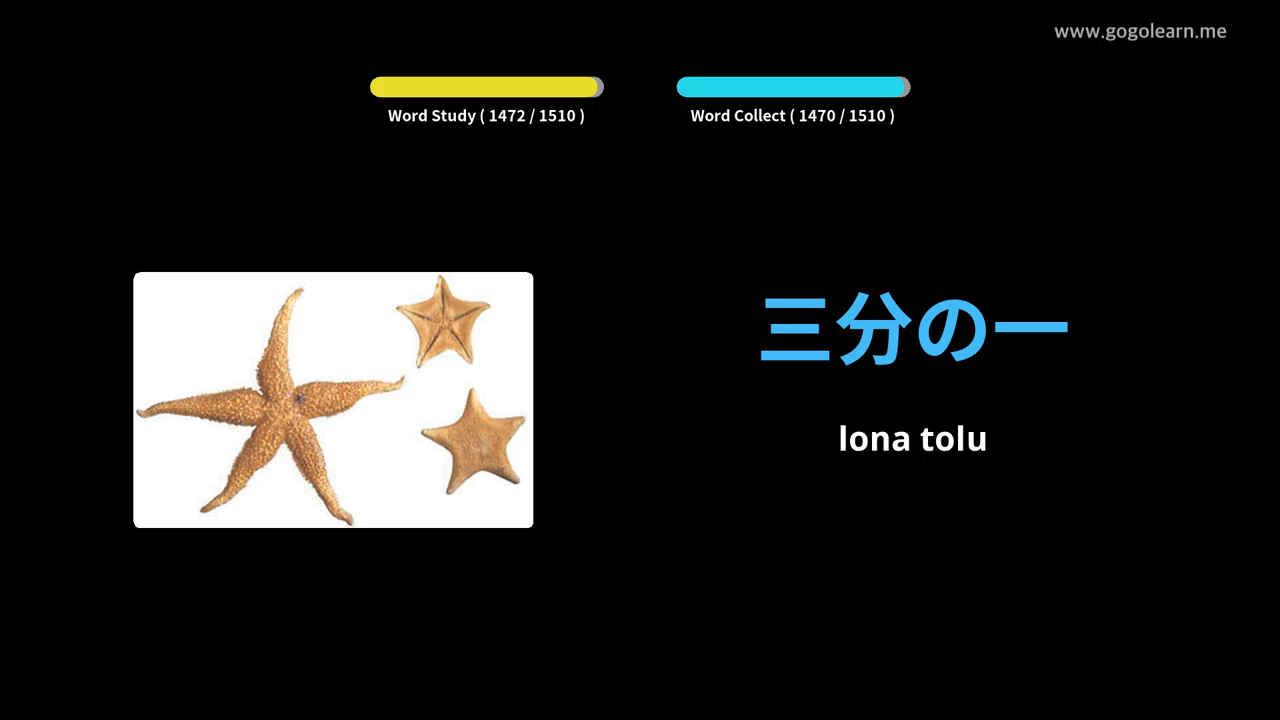 www.gogolearn.me
Word Study ( 1472 / 1510 )
Word Collect ( 1470 / 1510 )
三分の一
lona tolu